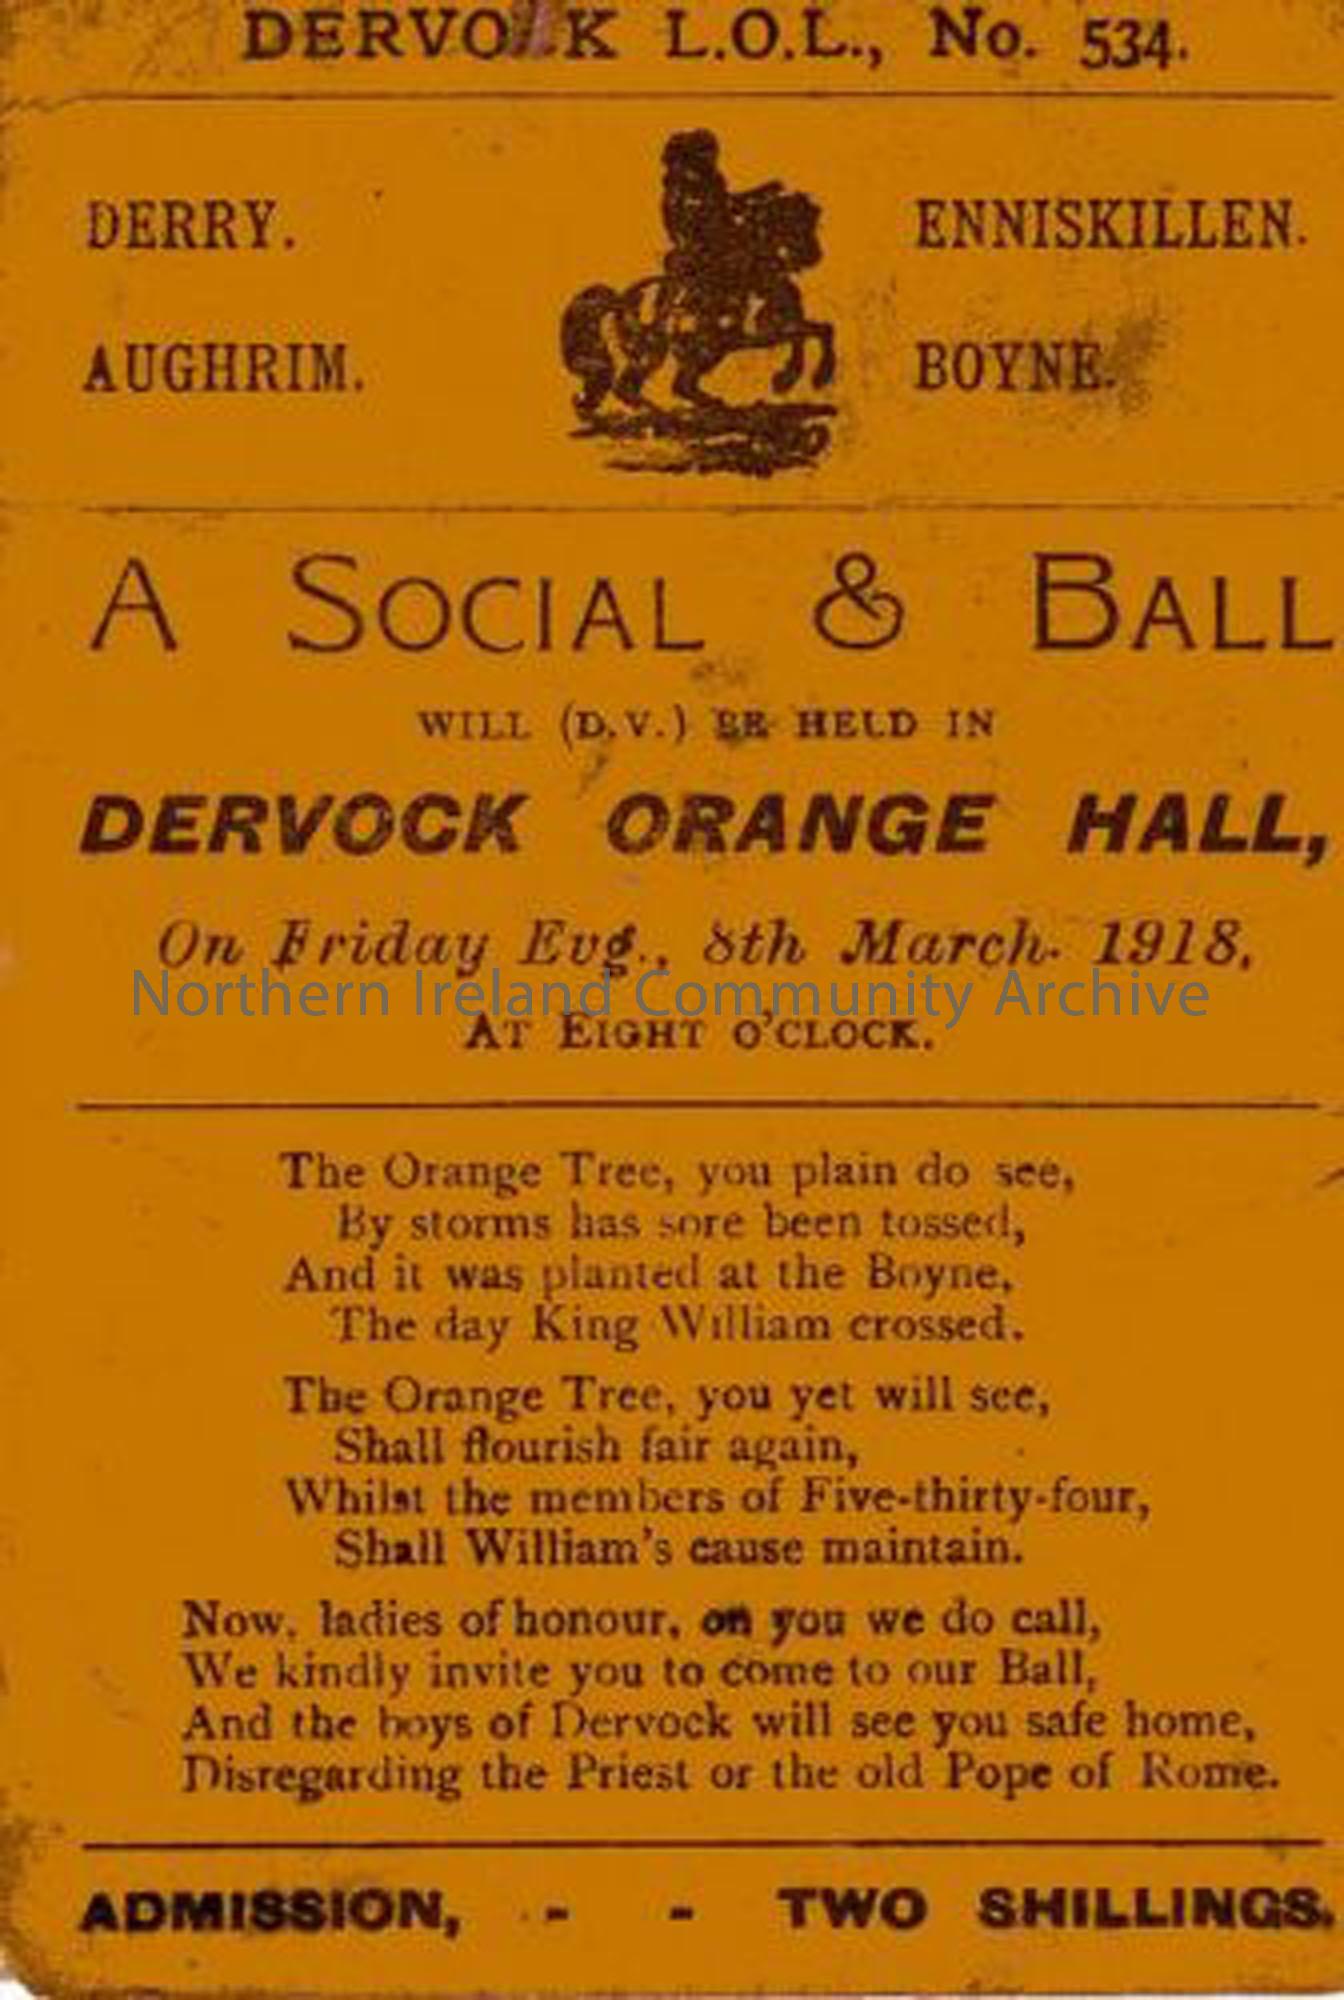 DERVOCK L.O.L., No. 534.
DERRY. ENNISKILLEN.
AUGHRIM. BOYNE.
A SOCIAL & BALL
WILL (D.V.) BE HELD IN
DERVOCK ORANGE HALL,
On Friday Evg., 8th March. 1918,
Northern Ireland Community Archive
AT EIGHT O'CLOCK.
The Orange Tree, you plain do see,
By storms has sore been tossed,
And it was planted at the Boyne,
The day King William crossed.
The Orange Tree, you yet will see,
Shall flourish fair again,
Whilst the members of Five-thirty-four,
Shall William's cause maintain.
Now, ladies of honour, on you we do call,
We kindly invite you to come to our Ball,
And the boys of Dervock will see you safe home,
Disregarding the Priest or the old Pope of Rome.
ADMISSION, - - TWO SHILLINGS.